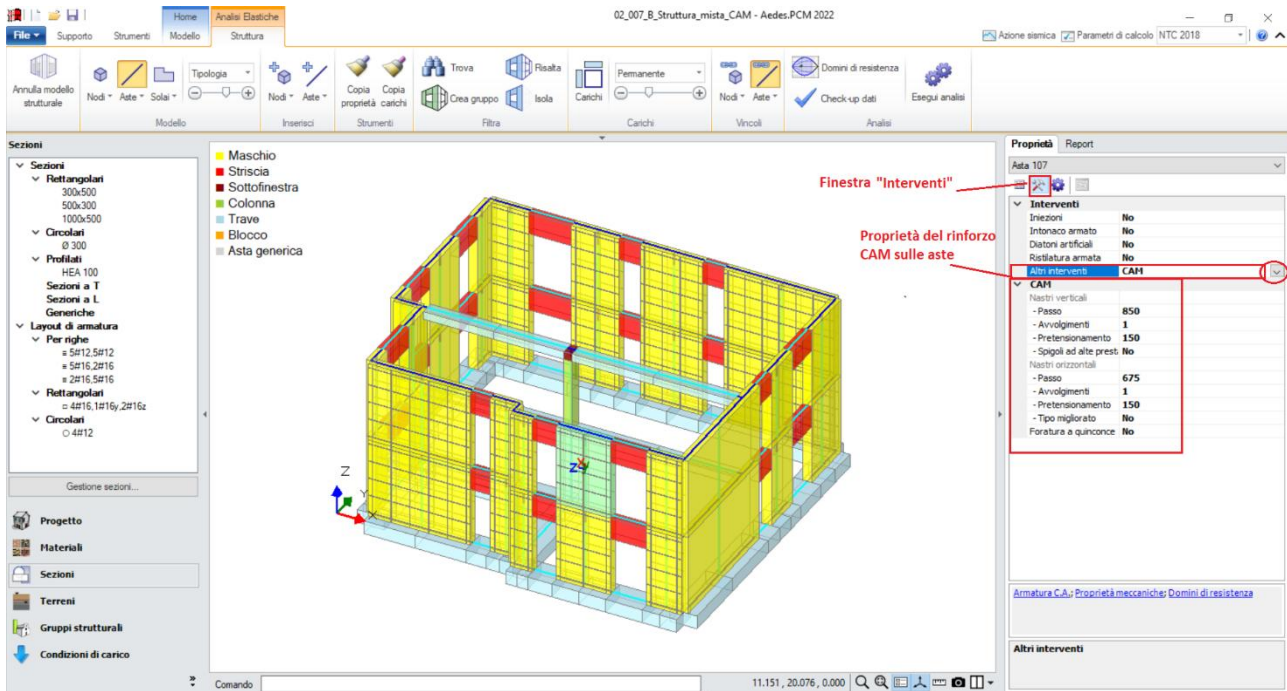 02_007_B_Struttura_mista_CAM - Aedes.PCM 2022
Home
Analisi Elastiche
File
Supporto
Strumenti
Modello
Struttura
Azione sismica
Parametri di calcolo
NTC 2018
Annulla modello
strutturale
Nodi
Aste
Solai
Tipologia
Modello
Nodi
Aste
Inserisci
Copia
proprietà
Copia
carichi
Strumenti
Trova
Crea gruppo
Risalta
Isola
Filtra
Carichi
Permanente
Carichi
Nodi
Aste
Vincoli
Domini di resistenza
Check-up dati
Esegui analisi
Analisi
Sezioni
Sezioni
Rettangolari
300x500
500x300
1000x500
Circolari
Ø 300
Profilati
HEA 100
Sezioni a T
Sezioni a L
Generiche
Layout di armatura
Per righe
5#12,5#12
5#16,2#16
2#16,5#16
Rettangolari
4#16,1#16y,2#16z
Circolari
4#12
Gestione sezioni...
Progetto
Materiali
Sezioni
Terreni
Gruppi strutturali
Condizioni di carico
Maschio
Striscia
Sottofinestra
Colonna
Trave
Blocco
Asta generica
Z
Y
X
Z
Finestra "Interventi"
Proprietà del rinforzo
CAM sulle aste
Comando
11.151 , 20.076 , 0.000
Proprietà
Report
Asta 107
Interventi
Iniezioni No
Intonaco armato No
Diatoni artificiali No
Ristilatura armata No
Altri interventi CAM
CAM
Nastri verticali
- Passo 850
- Avvolgimenti 1
- Pretensionamento 150
- Spigoli ad alte prest. No
Nastri orizzontali
- Passo 675
- Avvolgimenti 1
- Pretensionamento 150
- Tipo migliorato No
Foratura a quinconce No
Armatura C.A.; Proprietà meccaniche; Domini di resistenza
Altri interventi